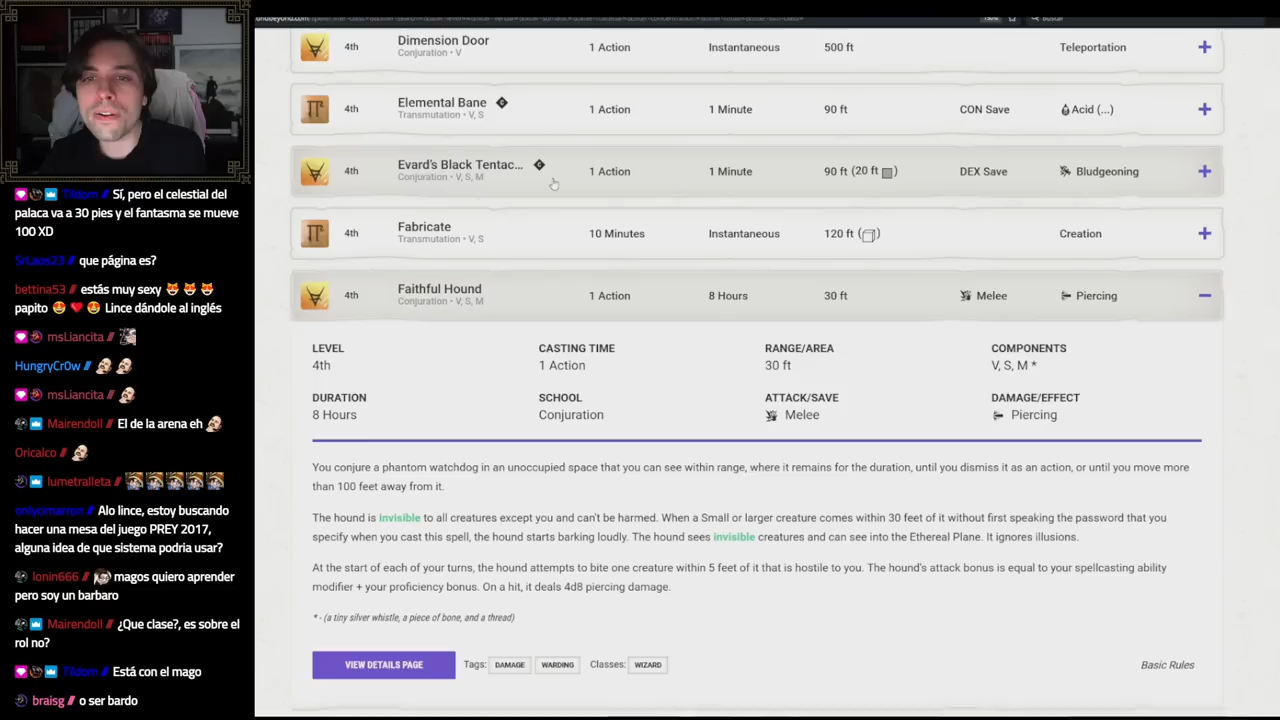 Tildom // Sí, pero el celestial del
palaca va a 30 pies y el fantasma se mueve
100 XD
que página es?
bettina53 // estás muy sexy
papito Lince dándole al inglés
msLiancita //
HungryCr0w //
msLiancita //
Mairendoll // El de la arena eh
Oricalco //
lumetralleta //
Alo lince, estoy buscando
hacer una mesa del juego PREY 2017,
alguna idea de que sistema podria usar?
lonin666 // magos quiero aprender
pero soy un barbaro
Mairendoll // ¿Que clase?, es sobre el
rol no?
Tildom // Está con el mago
braisg // o ser bardo
4th Dimension Door 1 Action Instantaneous 500 ft Teleportation +
Conjuration • V
4th Elemental Bane 1 Action 1 Minute 90 ft CON Save Acid (...) +
Transmutation • V, S
4th Evard's Black Tentac... 1 Action 1 Minute 90 ft (20 ft ) DEX Save Bludgeoning +
Conjuration • V, S, M
4th Fabricate 10 Minutes Instantaneous 120 ft ( ) Creation +
Transmutation • V, S
4th Faithful Hound 1 Action 8 Hours 30 ft Melee Piercing −
Conjuration • V, S, M
LEVEL CASTING TIME RANGE/AREA COMPONENTS
4th 1 Action 30 ft V, S, M *
DURATION SCHOOL ATTACK/SAVE DAMAGE/EFFECT
8 Hours Conjuration Melee Piercing
You conjure a phantom watchdog in an unoccupied space that you can see within range, where it remains for the duration, until you dismiss it as an action, or until you move more
than 100 feet away from it.
The hound is invisible to all creatures except you and can't be harmed. When a Small or larger creature comes within 30 feet of it without first speaking the password that you
specify when you cast this spell, the hound starts barking loudly. The hound sees invisible creatures and can see into the Ethereal Plane. It ignores illusions.
At the start of each of your turns, the hound attempts to bite one creature within 5 feet of it that is hostile to you. The hound's attack bonus is equal to your spellcasting ability
modifier + your proficiency bonus. On a hit, it deals 4d8 piercing damage.
* - (a tiny silver whistle, a piece of bone, and a thread)
VIEW DETAILS PAGE Tags: DAMAGE WARDING Classes: WIZARD Basic Rules